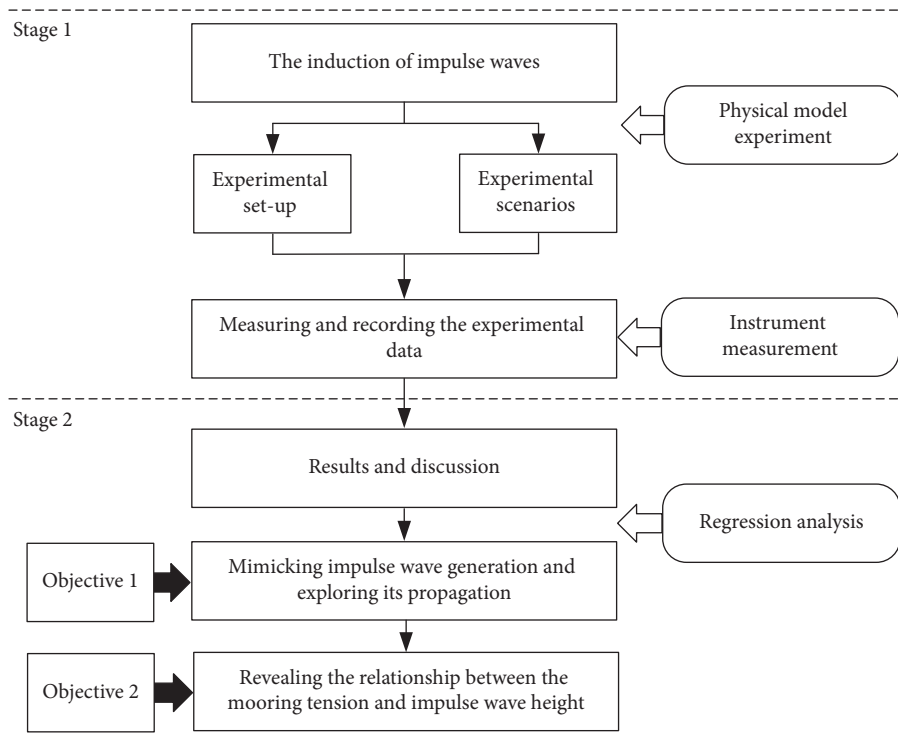 Stage 1
The induction of impulse waves
Physical model
experiment
Experimental
set-up
Experimental
scenarios
Measuring and recording the experimental
data
Instrument
measurement
Stage 2
Results and discussion
Regression analysis
Objective 1
Mimicking impulse wave generation and
exploring its propagation
Objective 2
Revealing the relationship between the
mooring tension and impulse wave height